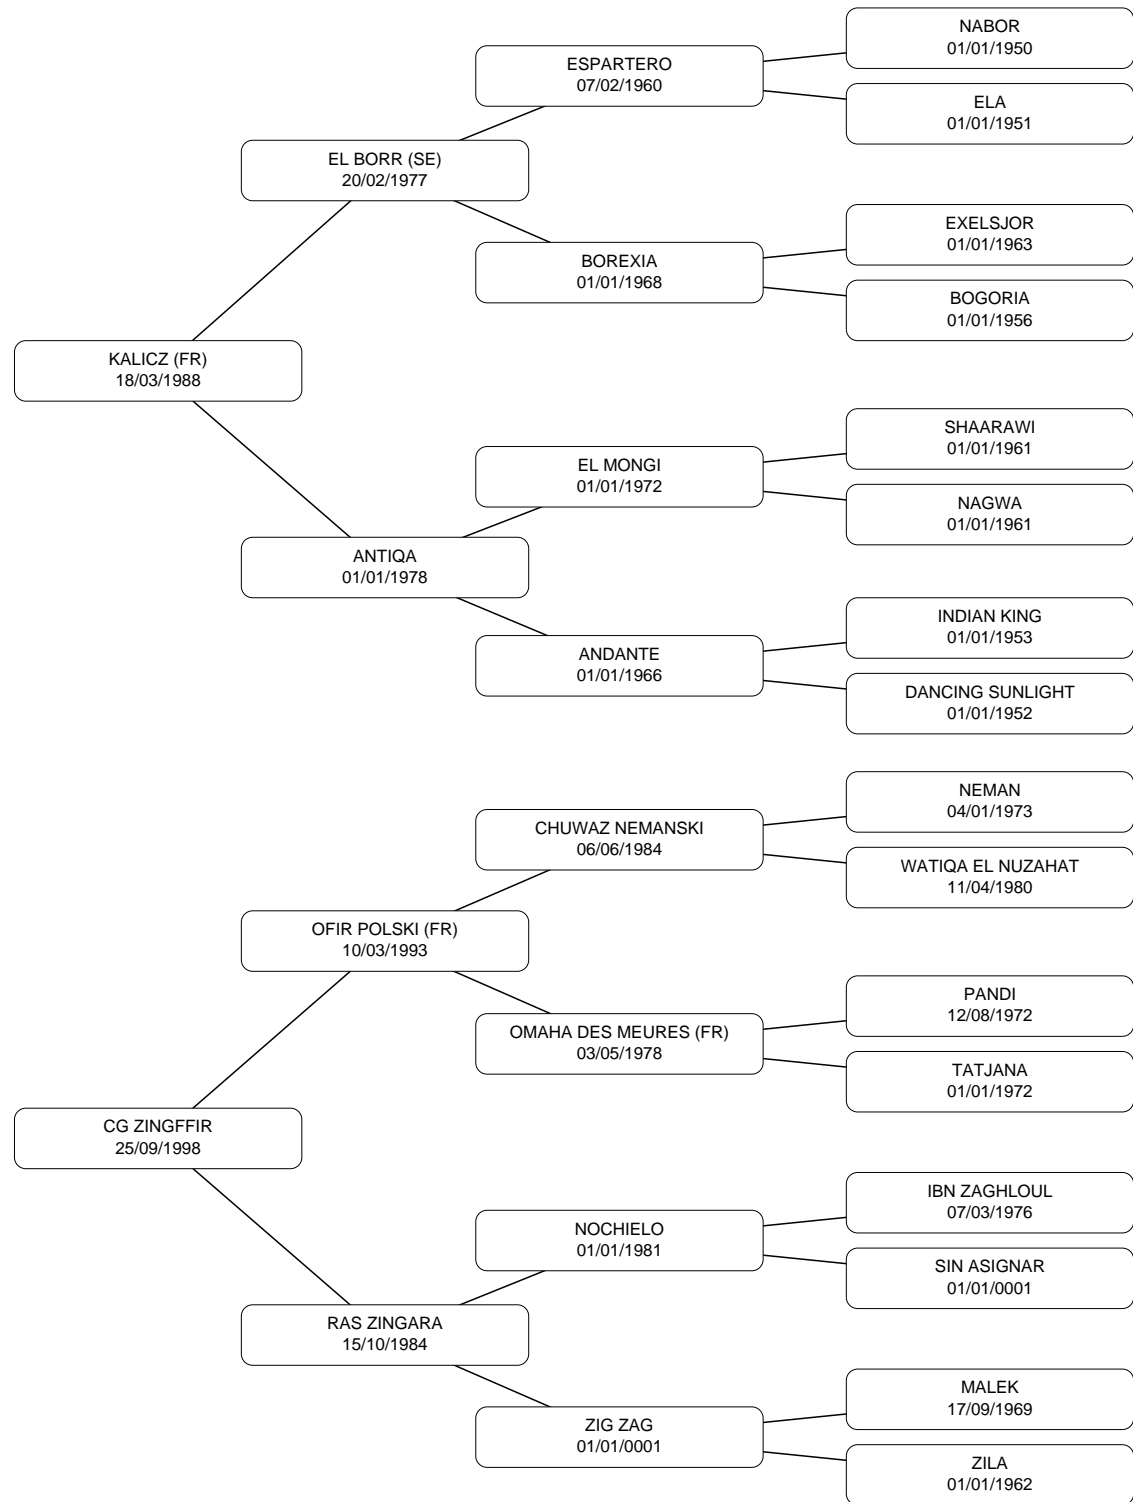 NABOR
01/01/1950
ESPARTERO
07/02/1960
ELA
01/01/1951
EL BORR (SE)
20/02/1977
EXELSJOR
01/01/1963
BOREXIA
01/01/1968
BOGORIA
01/01/1956
KALICZ (FR)
18/03/1988
SHAARAWI
01/01/1961
EL MONGI
01/01/1972
NAGWA
01/01/1961
ANTIQA
01/01/1978
INDIAN KING
01/01/1953
ANDANTE
01/01/1966
DANCING SUNLIGHT
01/01/1952
NEMAN
04/01/1973
CHUWAZ NEMANSKI
06/06/1984
WATIQA EL NUZAHAT
11/04/1980
OFIR POLSKI (FR)
10/03/1993
PANDI
12/08/1972
OMAHA DES MEURES (FR)
03/05/1978
TATJANA
01/01/1972
CG ZINGFFIR
25/09/1998
IBN ZAGHLOUL
07/03/1976
NOCHIELO
01/01/1981
SIN ASIGNAR
01/01/0001
RAS ZINGARA
15/10/1984
MALEK
17/09/1969
ZIG ZAG
01/01/0001
ZILA
01/01/1962